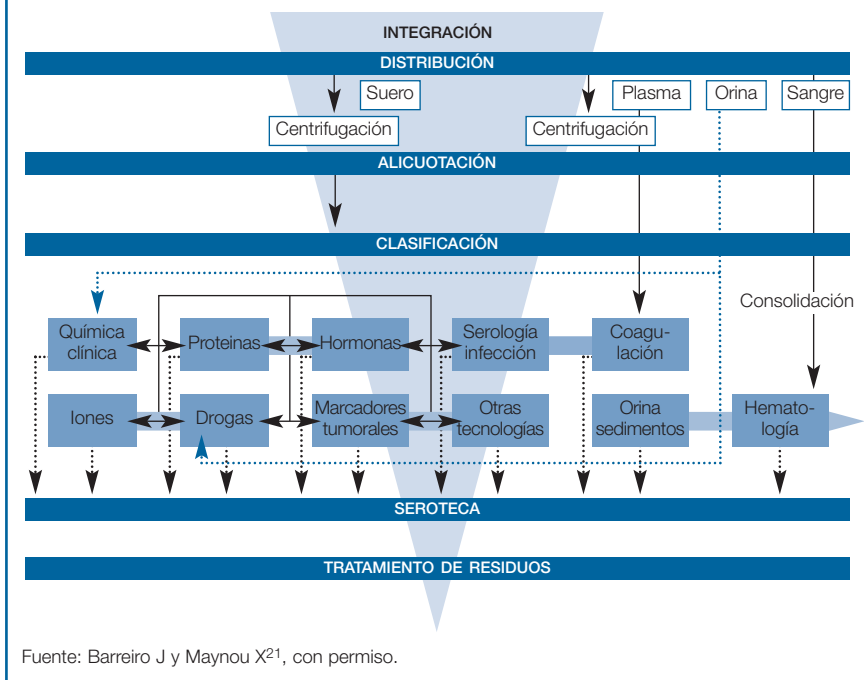 INTEGRACIÓN
DISTRIBUCIÓN
Suero
Plasma
Orina
Sangre
Centrifugación
Centrifugación
ALICUOTACIÓN
CLASIFICACIÓN
Consolidación
Química
clínica
Proteinas
Hormonas
Serología
infección
Coagu-
lación
Iones
Drogas
Marcadores
tumorales
Otras
tecnologías
Orina
sedimentos
Hemato-
logía
SEROTECA
TRATAMIENTO DE RESIDUOS
Fuente: Barreiro J y Maynou X21, con permiso.